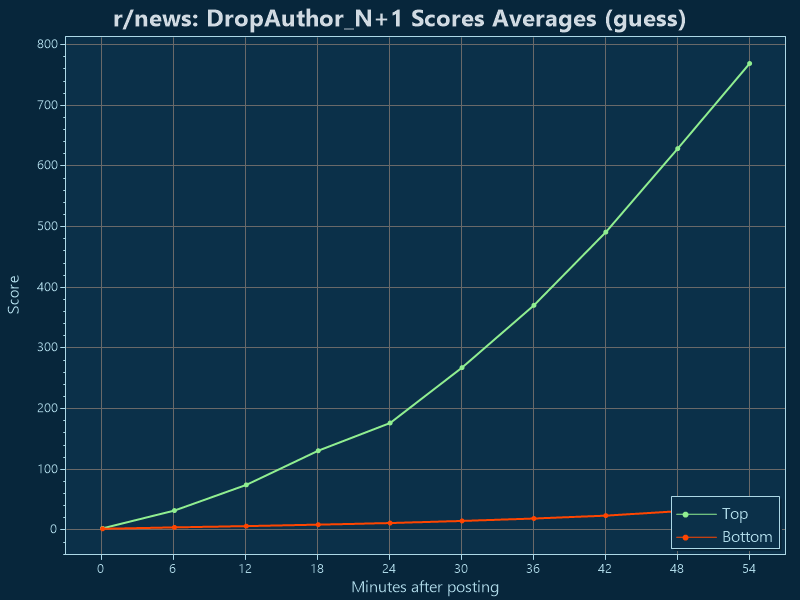 r/news: DropAuthor_N+1 Scores Averages (guess)
800
700
600
500
400
300
200
100
0
Score
Top
Bottom
0 6 12 18 24 30 36 42 48 54
Minutes after posting